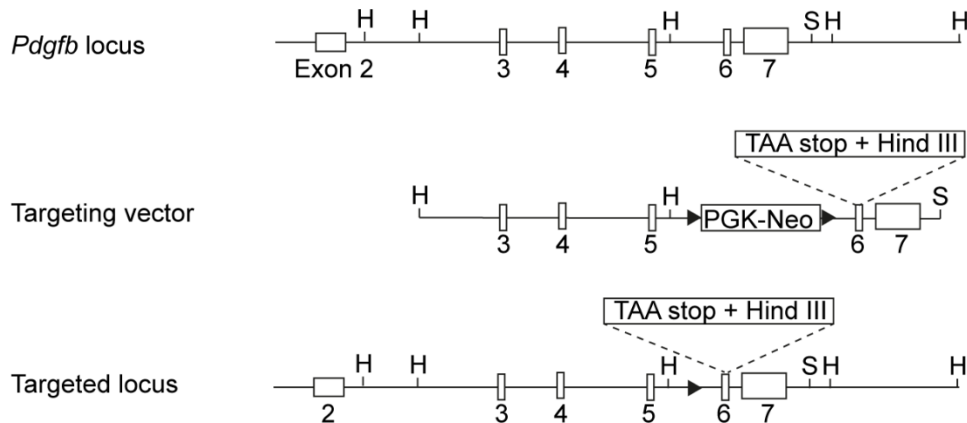 H H H S H H
Pdgfb locus
Exon 2 3 4 5 6 7
TAA stop + Hind III
H H S
Targeting vector PGK-Neo
3 4 5 6 7
TAA stop + Hind III
H H H S H H
Targeted locus
2 3 4 5 6 7